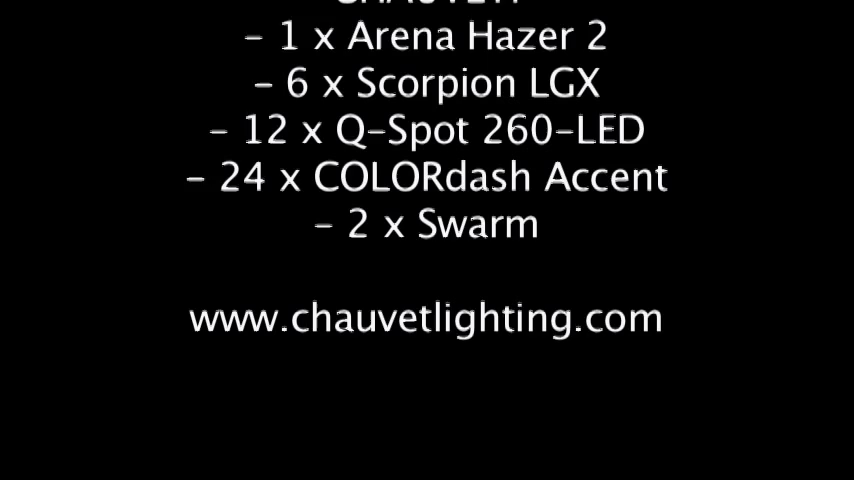 - 1 x Arena Hazer 2
- 6 x Scorpion LGX
- 12 x Q-Spot 260-LED
- 24 x COLORdash Accent
- 2 x Swarm
www.chauvetlighting.com